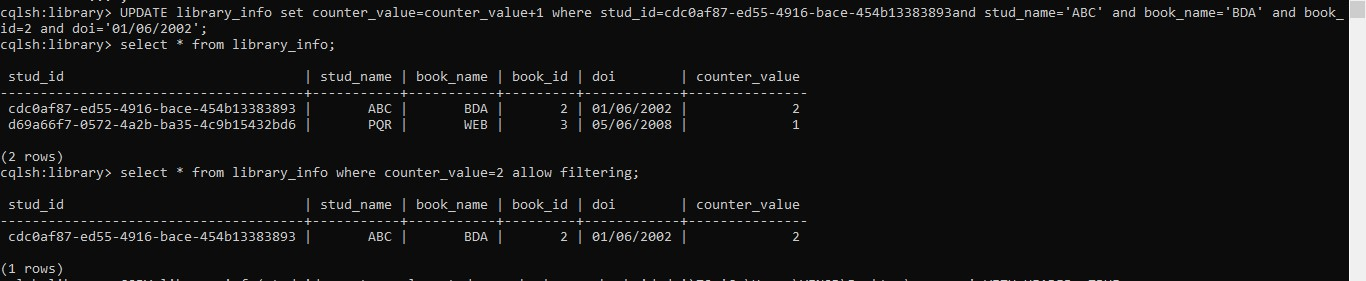 cqlsh:library> UPDATE library_info set counter_value=counter_value+1 where stud_id=cdc0af87-ed55-4916-bace-454b13383893and stud_name='ABC' and book_name='BDA' and book_
id=2 and doi='01/06/2002';
cqlsh:library> select * from library_info;
 stud_id                              | stud_name | book_name | book_id | doi        | counter_value
--------------------------------------+-----------+-----------+---------+------------+---------------
 cdc0af87-ed55-4916-bace-454b13383893 |       ABC |       BDA |       2 | 01/06/2002 |             2
 d69a66f7-0572-4a2b-ba35-4c9b15432bd6 |       PQR |       WEB |       3 | 05/06/2008 |             1
(2 rows)
cqlsh:library> select * from library_info where counter_value=2 allow filtering;
 stud_id                              | stud_name | book_name | book_id | doi        | counter_value
--------------------------------------+-----------+-----------+---------+------------+---------------
 cdc0af87-ed55-4916-bace-454b13383893 |       ABC |       BDA |       2 | 01/06/2002 |             2
(1 rows)